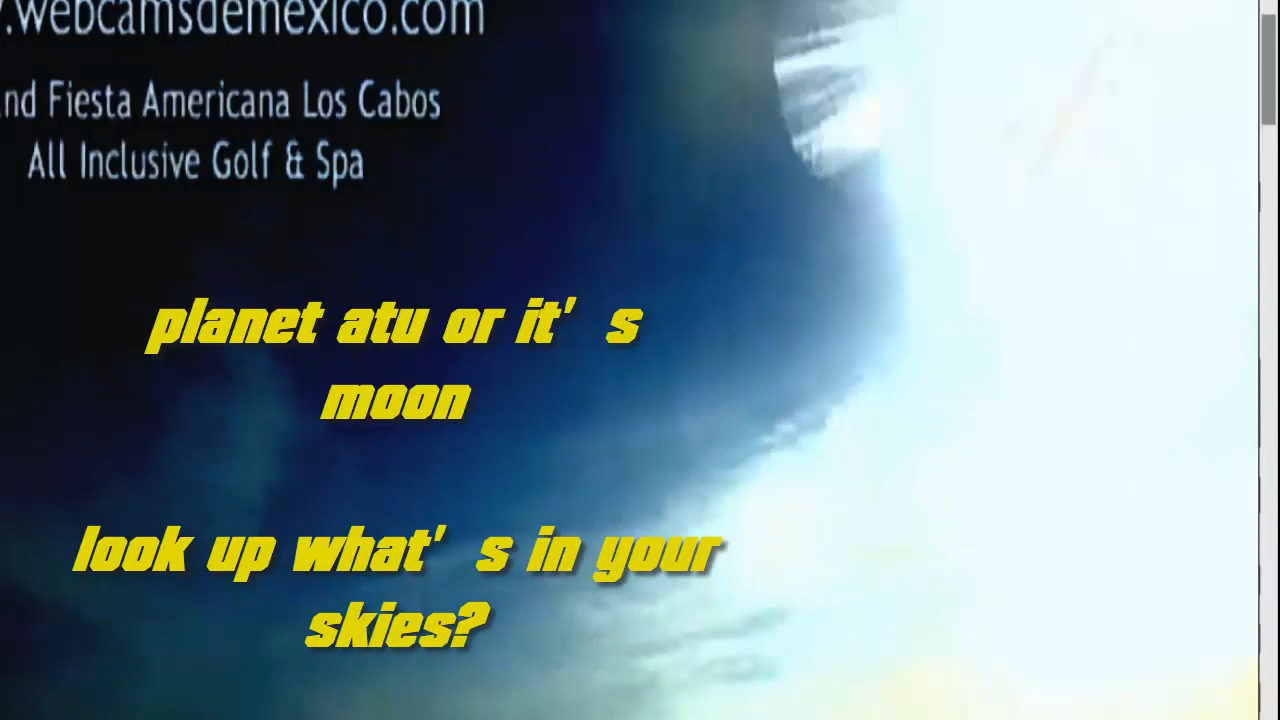 .webcamsdemexico.com
nd Fiesta Americana Los Cabos
All Inclusive Golf & Spa
planet atu or it's
moon
look up what's in your
skies?